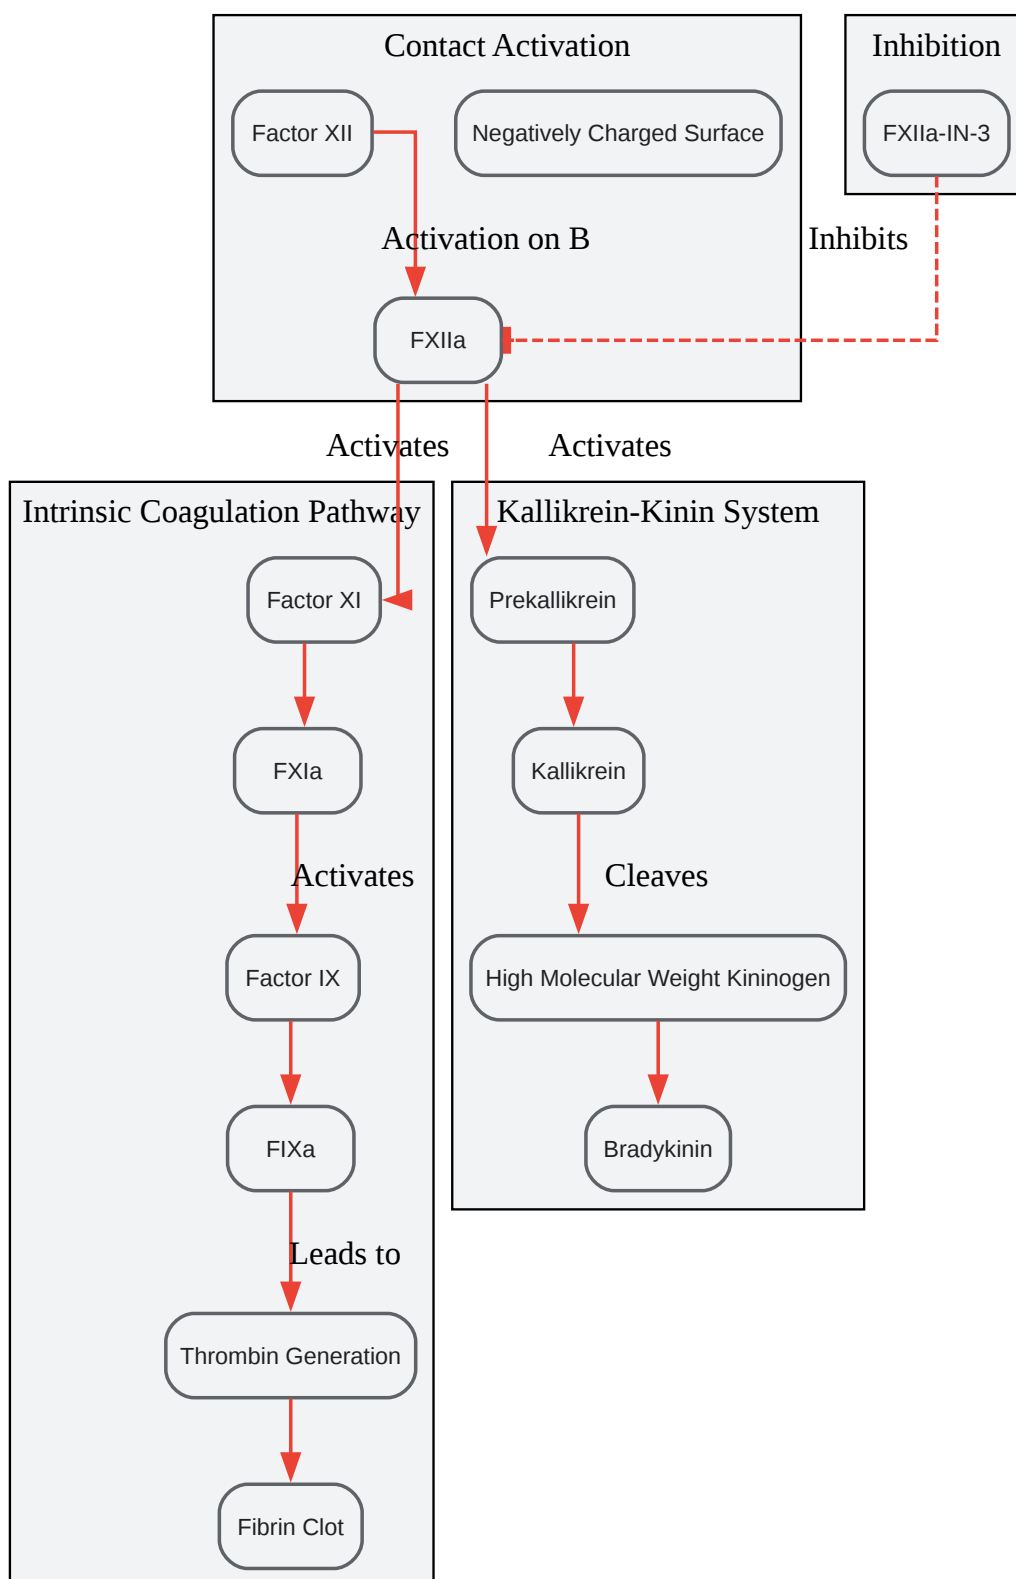 Contact Activation
Inhibition
Factor XII
Negatively Charged Surface
FXIIa-IN-3
Activation on B
Inhibits
FXIIa
Activates
Activates
Intrinsic Coagulation Pathway
Kallikrein-Kinin System
Factor XI
Prekallikrein
FXIa
Kallikrein
Activates
Cleaves
Factor IX
High Molecular Weight Kininogen
FIXa
Bradykinin
Leads to
Thrombin Generation
Fibrin Clot